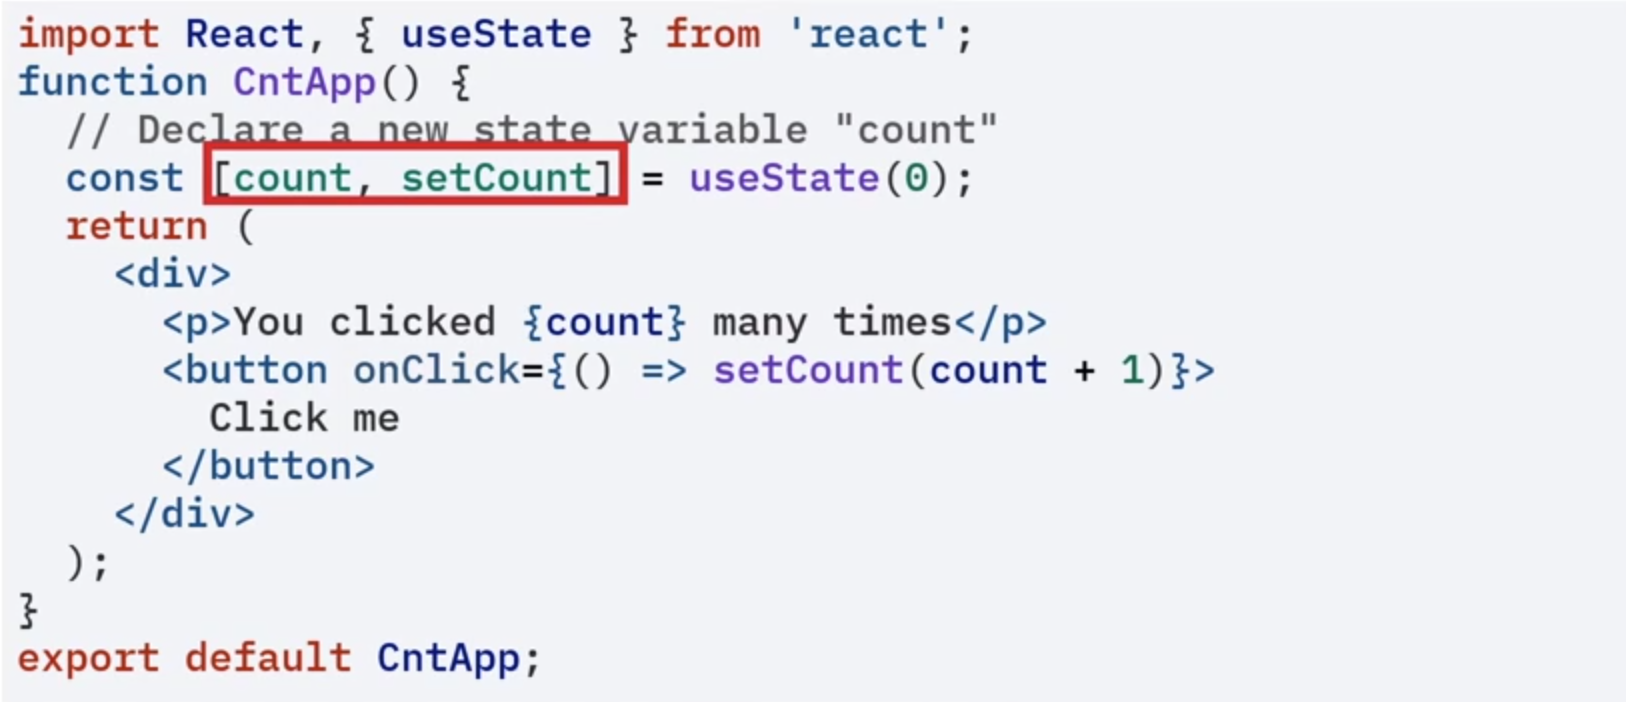 import React, { useState } from 'react';
function CntApp() {
  // Declare a new state variable "count"
  const [count, setCount] = useState(0);
  return (
    <div>
      <p>You clicked {count} many times</p>
      <button onClick={() => setCount(count + 1)}>
        Click me
      </button>
    </div>
  );
}
export default CntApp;